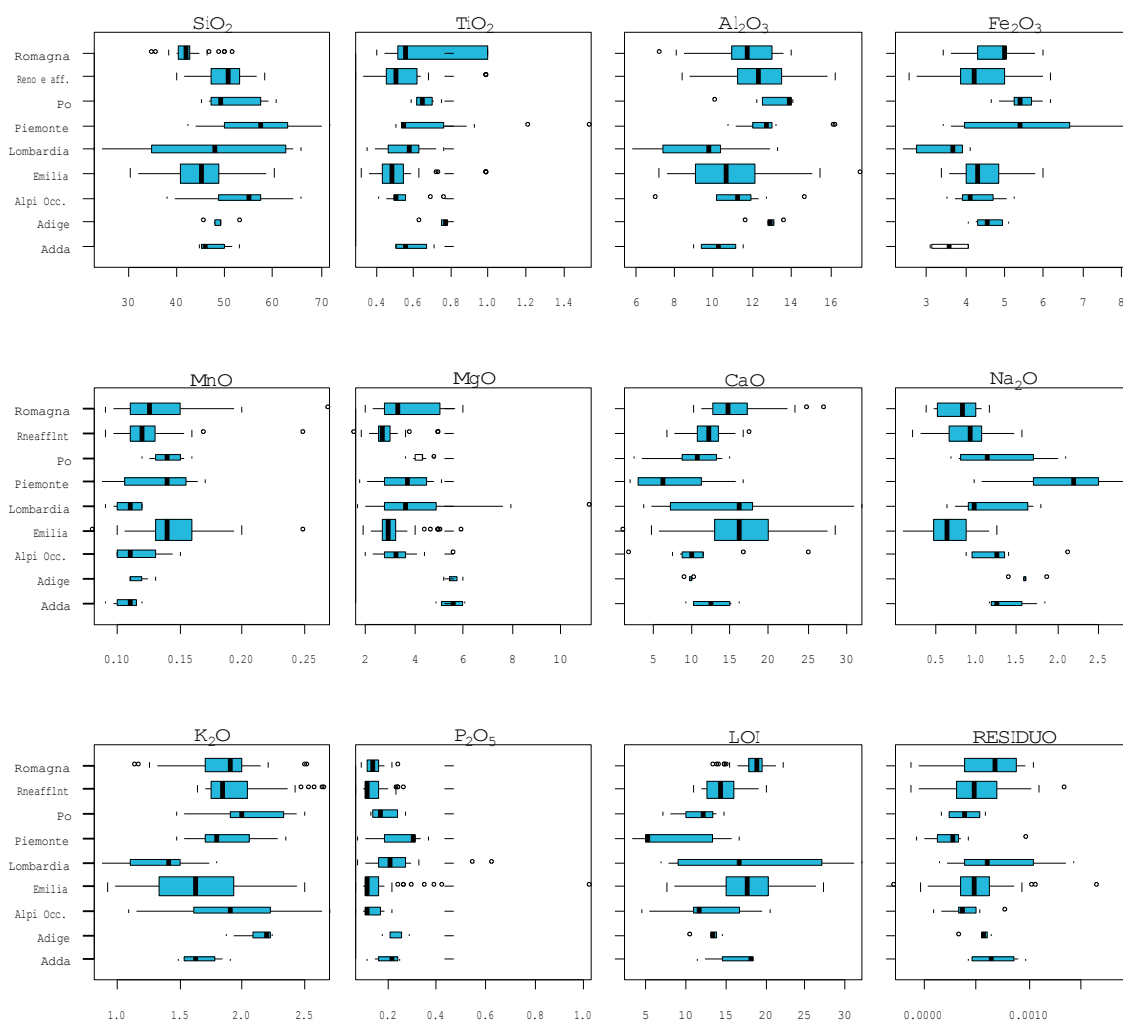 SiO2 TiO2 Al2O3 Fe2O3
Romagna
Reno e aff.
Po
Piemonte
Lombardia
Emilia
Alpi Occ.
Adige
Adda
30 40 50 60 70 0.4 0.6 0.8 1.0 1.2 1.4 6 8 10 12 14 16 3 4 5 6 7 8
MnO MgO CaO Na2O
Romagna
Rneafflnt
Po
Piemonte
Lombardia
Emilia
Alpi Occ.
Adige
Adda
0.10 0.15 0.20 0.25 2 4 6 8 10 5 10 15 20 25 30 0.5 1.0 1.5 2.0 2.5
K2O P2O5 LOI RESIDUO
Romagna
Rneafflnt
Po
Piemonte
Lombardia
Emilia
Alpi Occ.
Adige
Adda
1.0 1.5 2.0 2.5 0.2 0.4 0.6 0.8 1.0 5 10 15 20 25 30 0.0000 0.0010